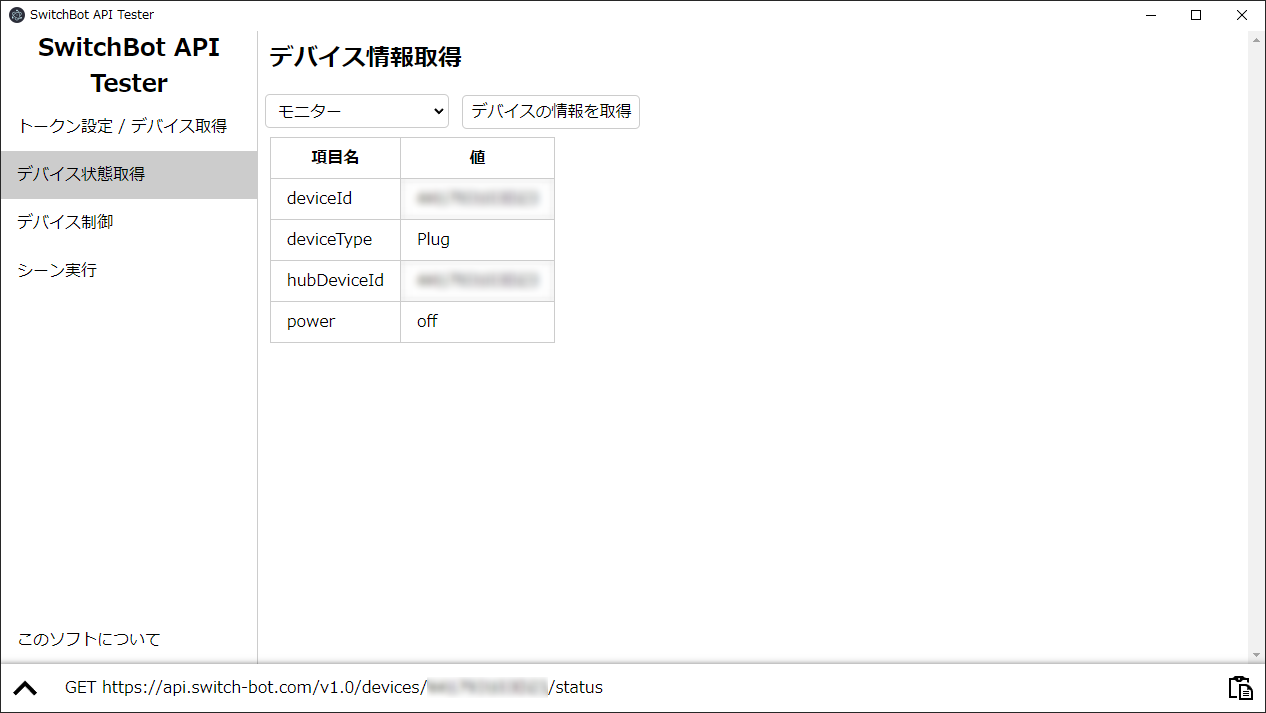 SwitchBot API Tester
SwitchBot API
Tester
トークン設定 / デバイス取得
デバイス状態取得
デバイス制御
シーン実行
このソフトについて
デバイス情報取得
モニター デバイスの情報を取得
項目名 値
deviceId
deviceType Plug
hubDeviceId
power off
GET https://api.switch-bot.com/v1.0/devices/ /status